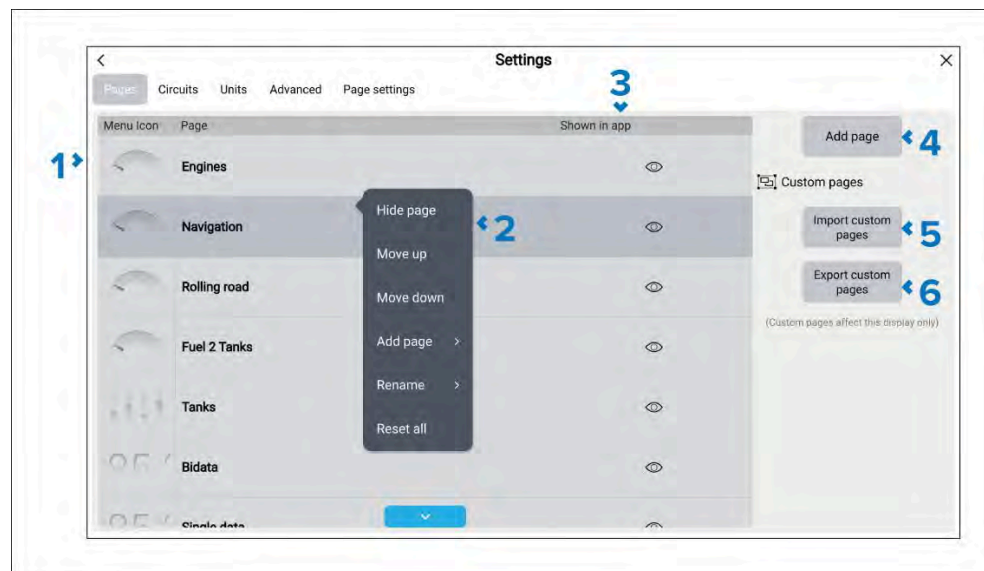 Settings
Pages Circuits Units Advanced Page settings
3
Menu Icon Page Shown in app
1
Engines
Navigation
Rolling road
Fuel 2 Tanks
Tanks
Bidata
Single data
Hide page
Move up
Move down
Add page
Rename
Reset all
2
Add page
4
Custom pages
Import custom
pages
5
Export custom
pages
6
(Custom pages affect this display only)